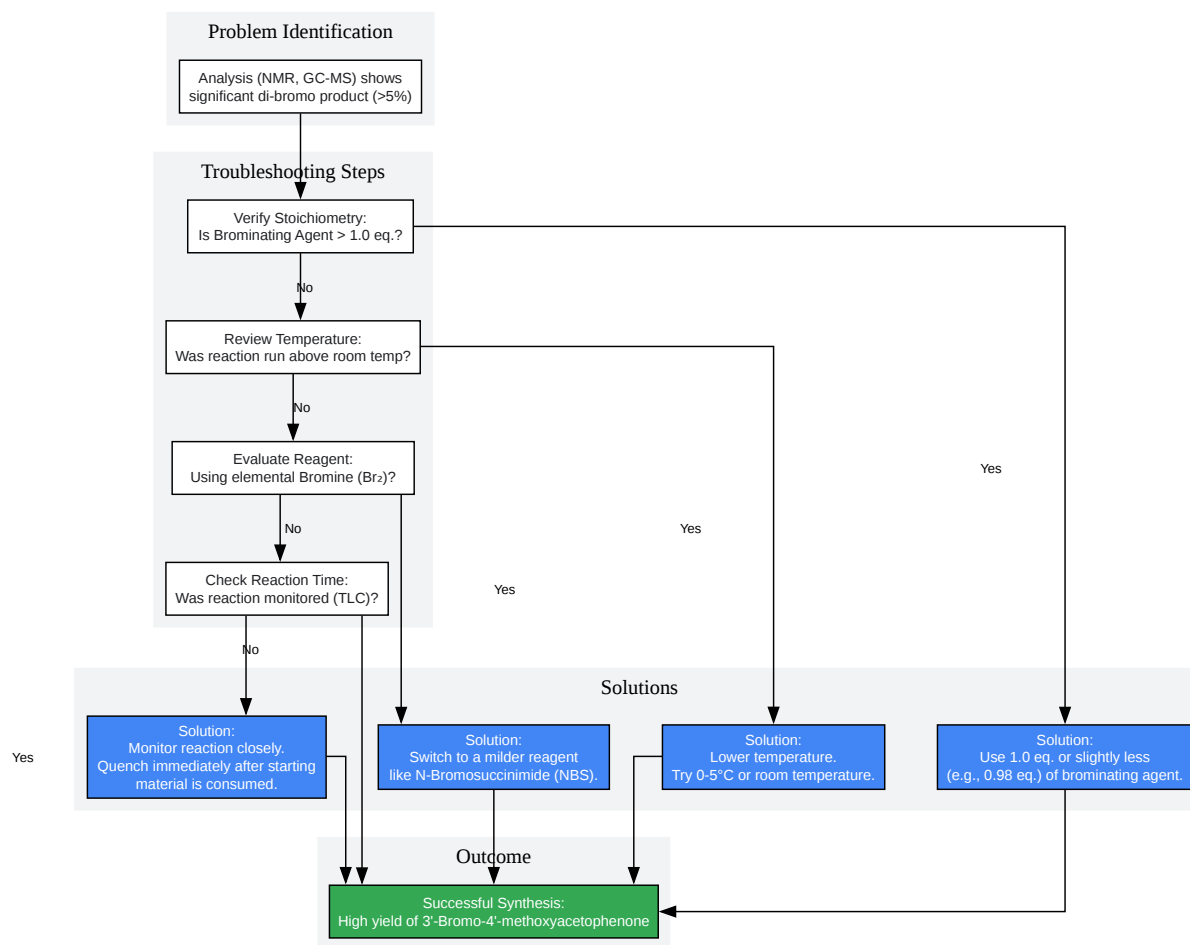 Problem Identification
Analysis (NMR, GC-MS) shows
significant di-bromo product (>5%)
Troubleshooting Steps
Verify Stoichiometry:
Is Brominating Agent > 1.0 eq.?
No
Review Temperature:
Was reaction run above room temp?
No
Yes
Evaluate Reagent:
Using elemental Bromine (Br₂)?
No
Yes
Check Reaction Time:
Was reaction monitored (TLC)?
Yes
No
Solutions
Yes
Solution:
Monitor reaction closely.
Quench immediately after starting
material is consumed.
Solution:
Switch to a milder reagent
like N-Bromosuccinimide (NBS).
Solution:
Lower temperature.
Try 0-5°C or room temperature.
Solution:
Use 1.0 eq. or slightly less
(e.g., 0.98 eq.) of brominating agent.
Outcome
Successful Synthesis:
High yield of 3'-Bromo-4'-methoxyacetophenone